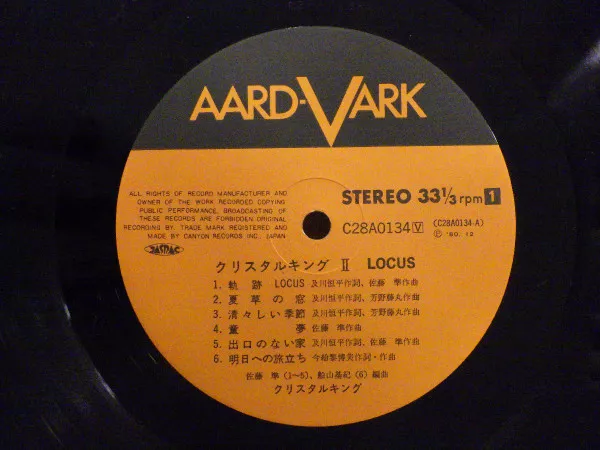 AARD-VARK
ALL RIGHTS OF RECORD MANUFACTURER AND
OWNER OF THE WORK RECORDED COPYING
PUBLIC PERFORMANCE, BROADCASTING OF
THESE RECORDS ARE FORBIDDEN ORIGINAL
RECORDING BY. TRADE MARK REGISTERED AND
MADE BY CANYON RECORDS INC. JAPAN
JASRAC
STEREO 33 1/3 rpm 1
C28A0134 V (C28A0134-A)
Ⓟ '80. 12
クリスタルキング II LOCUS
1. 軌跡 LOCUS 及川恒平作詞、佐藤 準作曲
2. 夏草の窓 及川恒平作詞、芳野藤丸作曲
3. 清々しい季節 及川恒平作詞、芳野藤丸作曲
4. 童夢 佐藤 準作曲
5. 出口のない家 及川恒平作詞、佐藤 準作曲
6. 明日への旅立ち 今給黎博美作詞・作曲
佐藤 準(1~5)、船山基紀(6)編曲
クリスタルキング